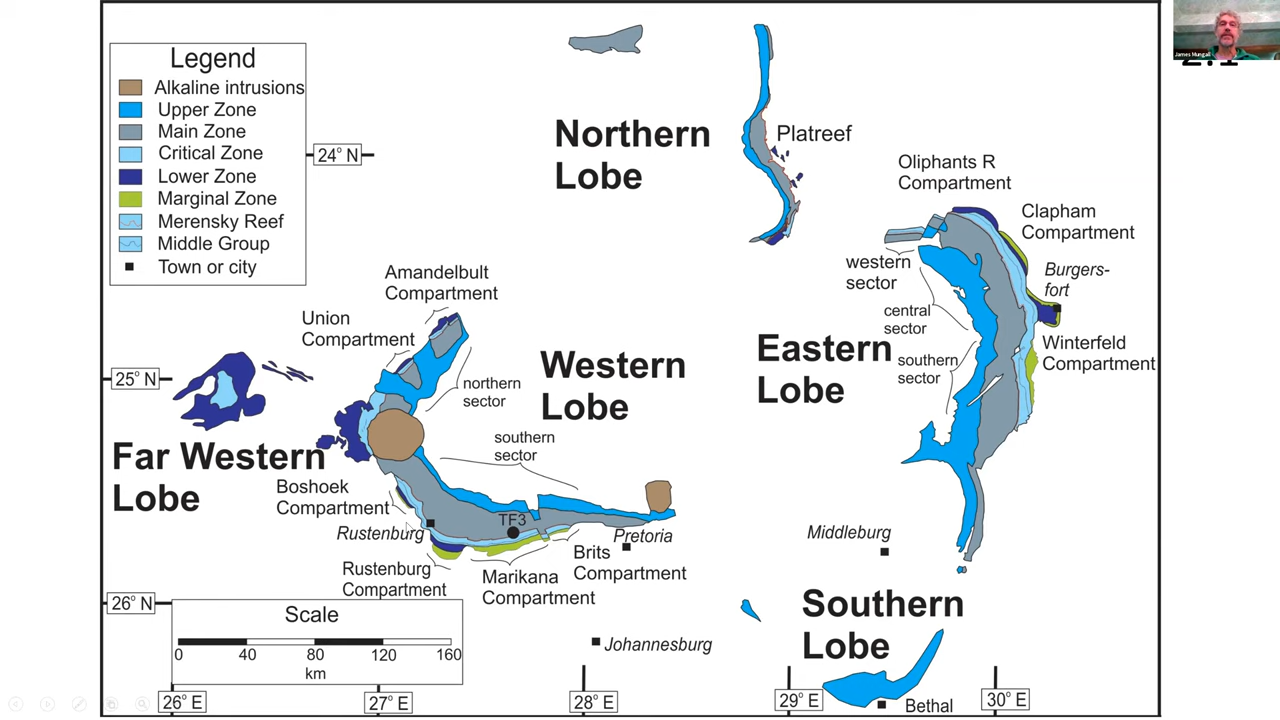 Legend
Alkaline intrusions
Upper Zone
Main Zone
Critical Zone
Lower Zone
Marginal Zone
Merensky Reef
Middle Group
Town or city
24° N
Northern
Lobe
Platreef
Oliphants R
Compartment
Clapham
Compartment
Burgers-
fort
western
sector
central
sector
southern
sector
Winterfeld
Compartment
Eastern
Lobe
Amandelbult
Compartment
Union
Compartment
25° N
northern
sector
Western
Lobe
southern
sector
Far Western
Lobe
Boshoek
Compartment
Rustenburg
TF3
Pretoria
Brits
Compartment
Rustenburg
Compartment
Marikana
Compartment
Middleburg
26° N
Scale
0 40 80 120 160
km
Johannesburg
Southern
Lobe
Bethal
26° E
27° E
28° E
29° E
30° E
James Mungall